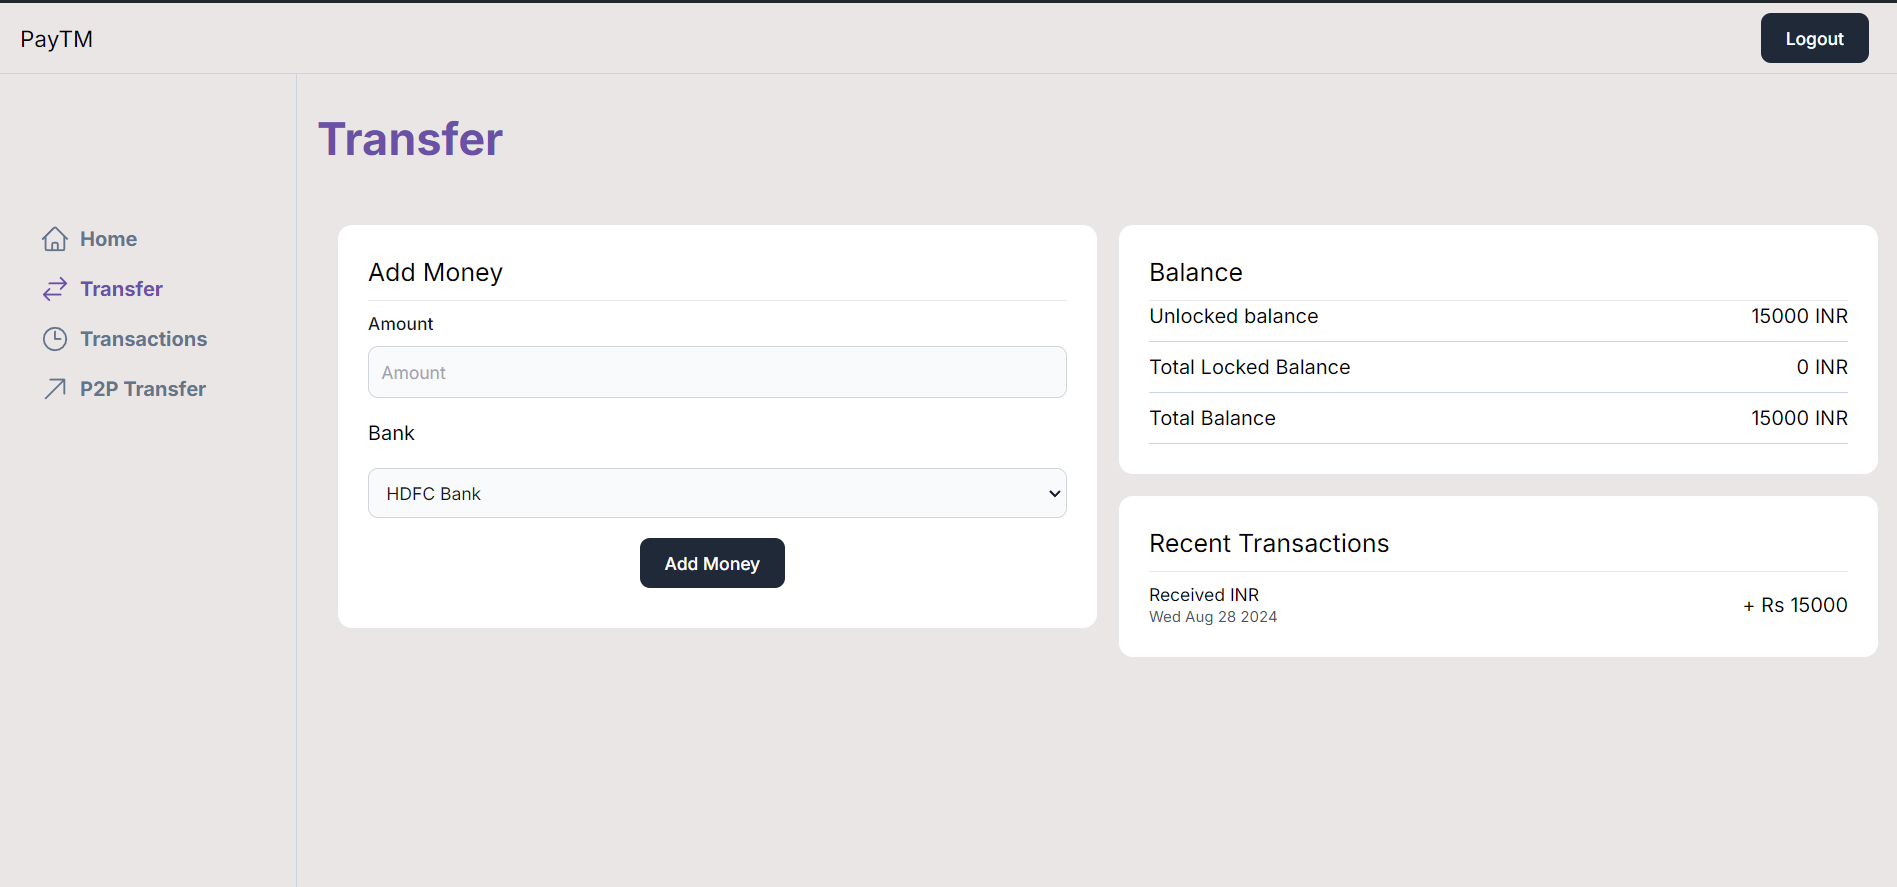 PayTM
Logout
Home
Transfer
Transactions
P2P Transfer
Transfer
Add Money
Amount
Amount
Bank
HDFC Bank
Add Money
Balance
Unlocked balance 15000 INR
Total Locked Balance 0 INR
Total Balance 15000 INR
Recent Transactions
Received INR
Wed Aug 28 2024
+ Rs 15000